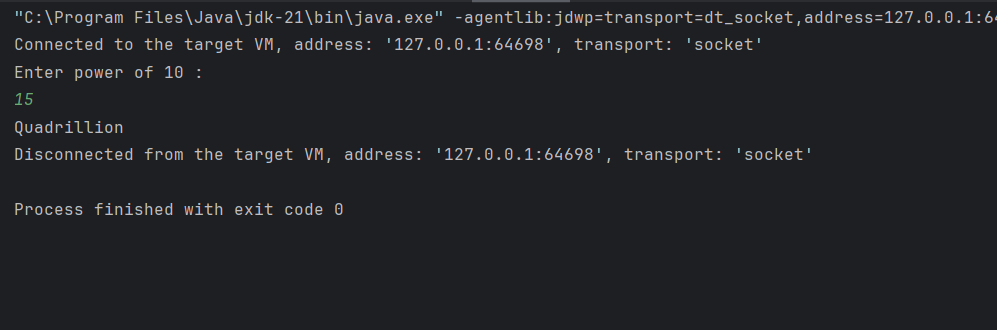 "C:\Program Files\Java\jdk-21\bin\java.exe" -agentlib:jdwp=transport=dt_socket,address=127.0.0.1:64
Connected to the target VM, address: '127.0.0.1:64698', transport: 'socket'
Enter power of 10 :
15
Quadrillion
Disconnected from the target VM, address: '127.0.0.1:64698', transport: 'socket'
Process finished with exit code 0